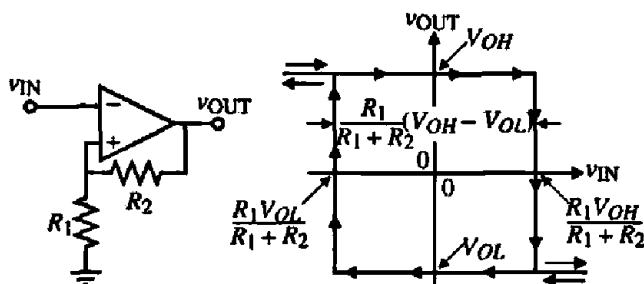 vIN
vOUT
−
+
R2
R1
vOUT
VOH
R1/(R1 + R2) (VOH − VOL)
0
0
vIN
R1VOL/(R1 + R2)
R1VOH/(R1 + R2)
VOL